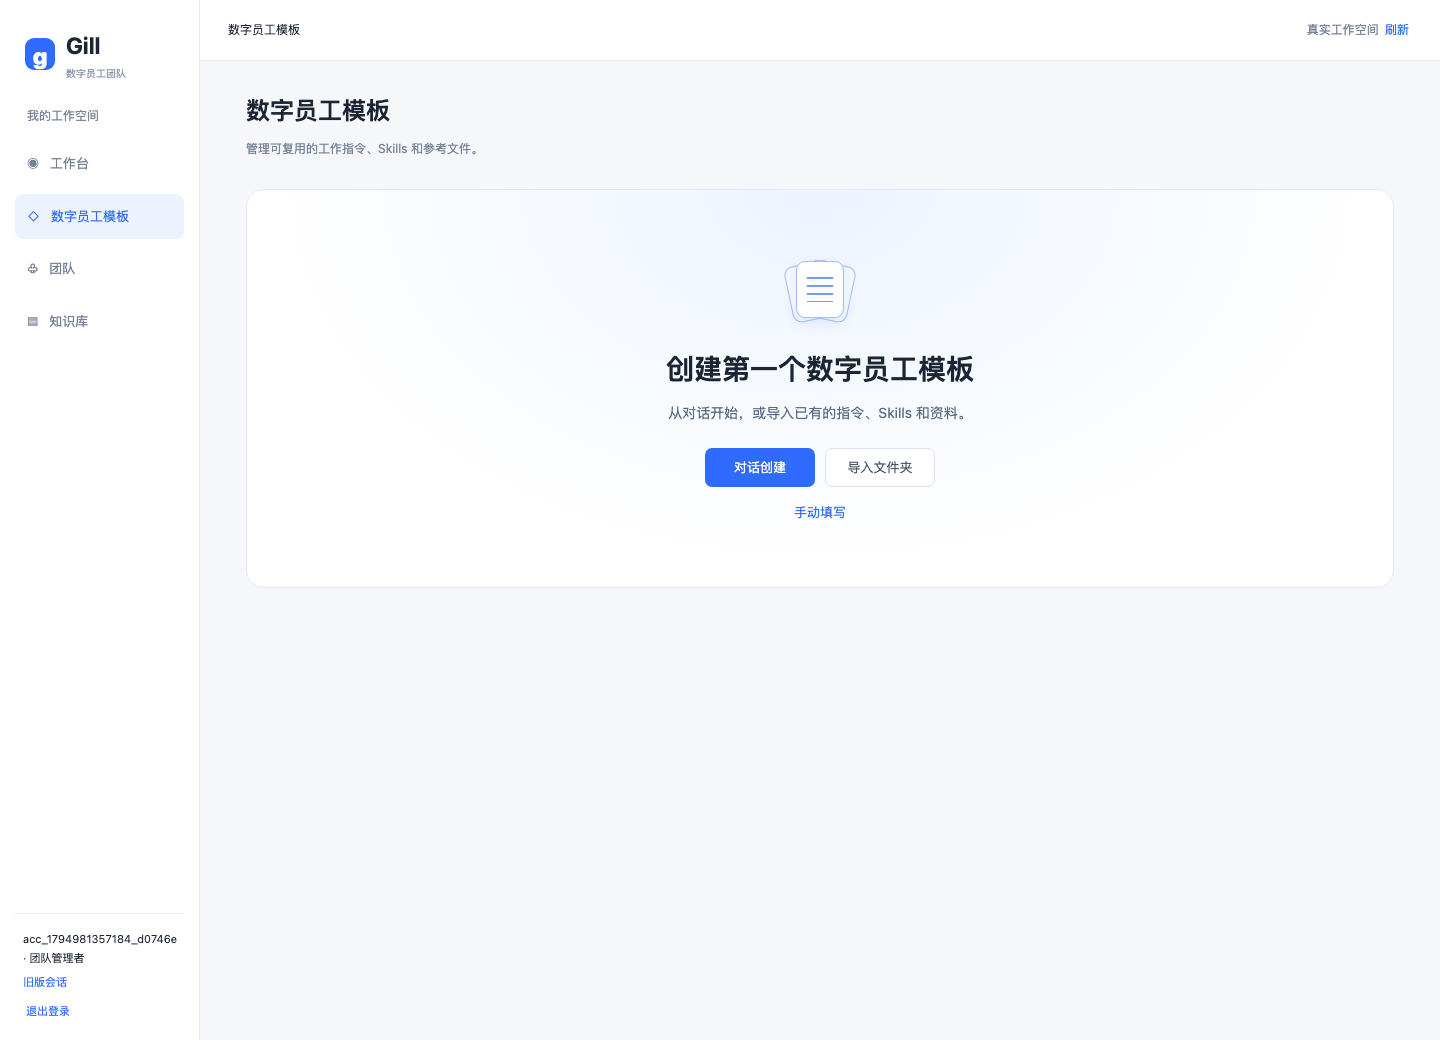 g
Gill
数字员工团队
我的工作空间
工作台
数字员工模板
团队
知识库
acc_1794981357184_d0746e
· 团队管理者
旧版会话
退出登录
数字员工模板
真实工作空间 刷新
数字员工模板
管理可复用的工作指令、Skills 和参考文件。
创建第一个数字员工模板
从对话开始，或导入已有的指令、Skills 和资料。
对话创建 导入文件夹
手动填写